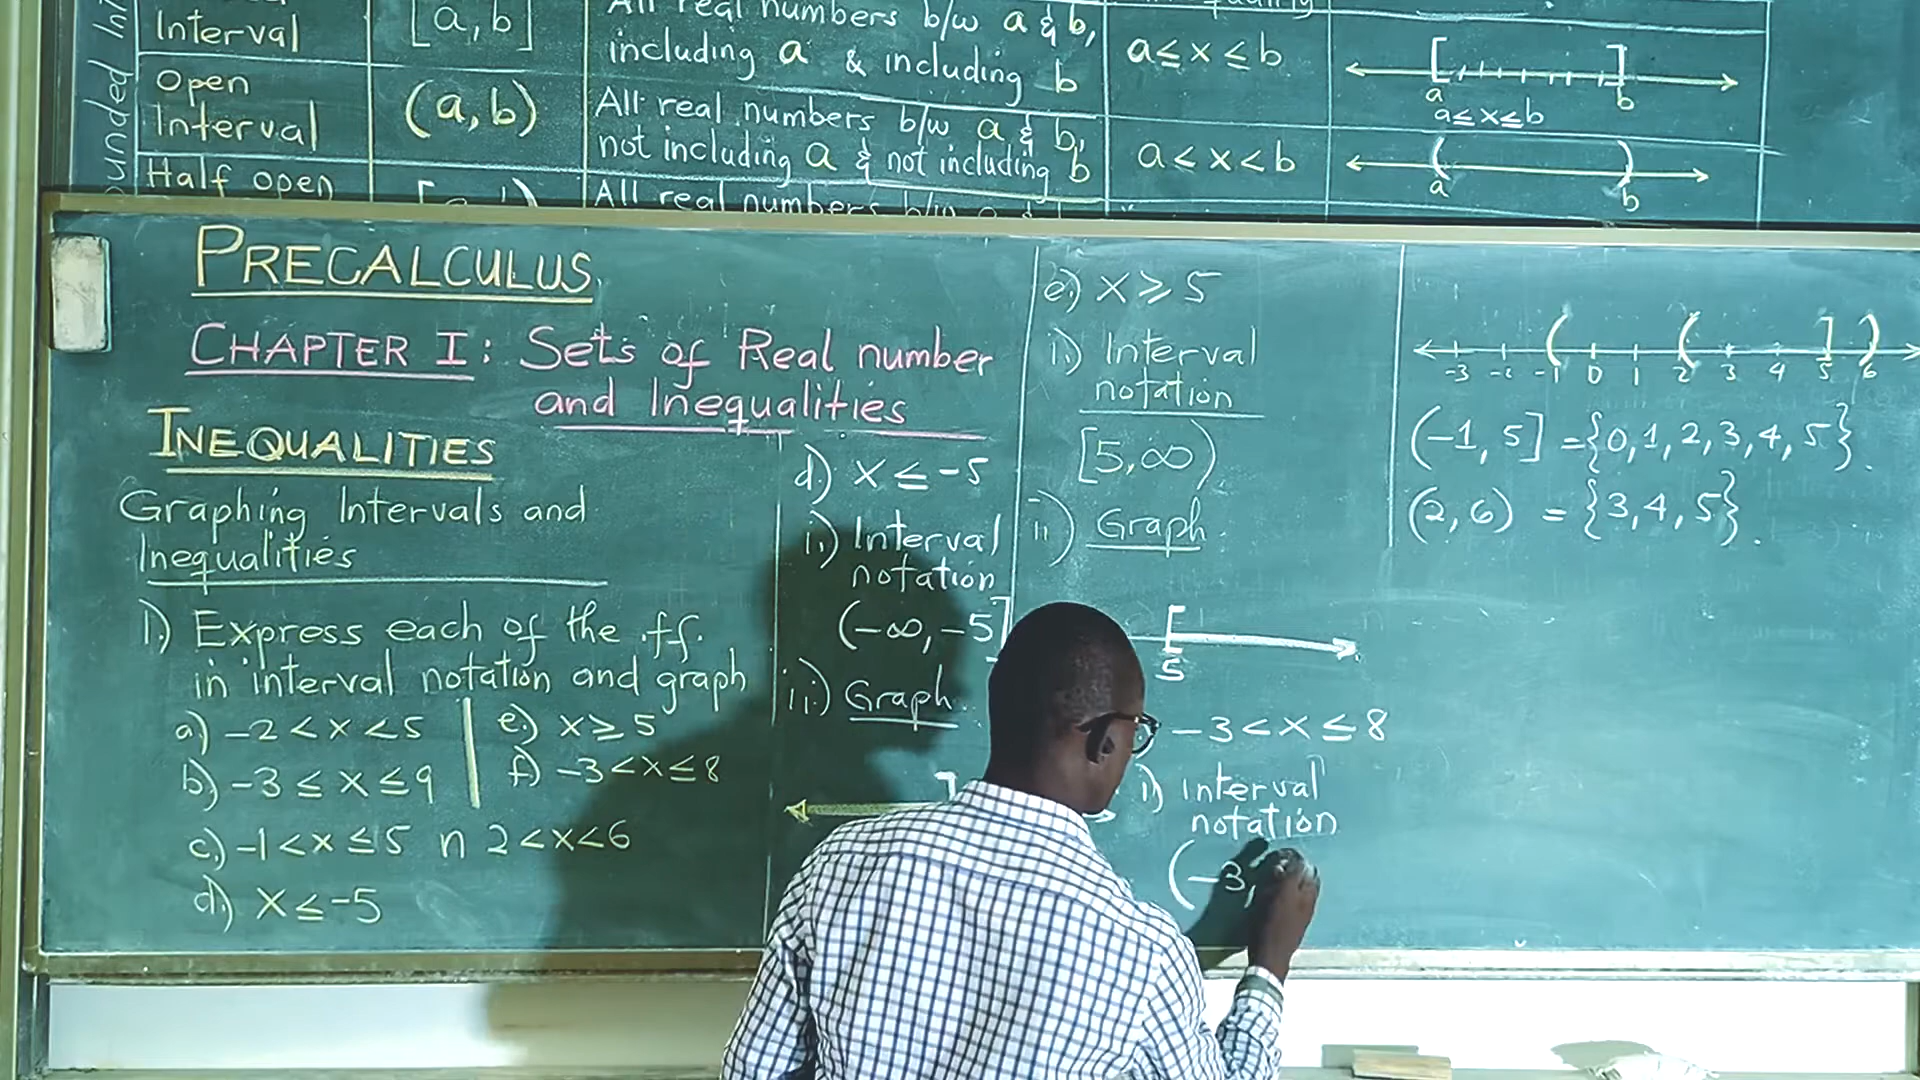 Interval [a,b] All real numbers b/w a & b, including a & including b a ≤ x ≤ b
a b
a ≤ x ≤ b
Open Interval (a,b) All real numbers b/w a & b, not including a & not including b a < x < b
a b
Half open All real numbers b/w
PRECALCULUS
CHAPTER I: Sets of Real number
and Inequalities
INEQUALITIES
Graphing Intervals and
Inequalities
1.) Express each of the ff.
in interval notation and graph
a.) -2 < x < 5
b.) -3 ≤ x ≤ 9
c.) -1 < x ≤ 5 n 2 < x < 6
d.) x ≤ -5
e.) x ≥ 5
f.) -3 < x ≤ 8
d.) x ≤ -5
i.) Interval
notation
(-∞, -5]
ii.) Graph
e.) x ≥ 5
i.) Interval
notation
[5, ∞)
ii.) Graph
5
-3 < x ≤ 8
i.) interval
notation
(-3,
-3 -2 -1 0 1 2 3 4 5 6
(-1, 5] = {0, 1, 2, 3, 4, 5}.
(2, 6) = {3, 4, 5}.